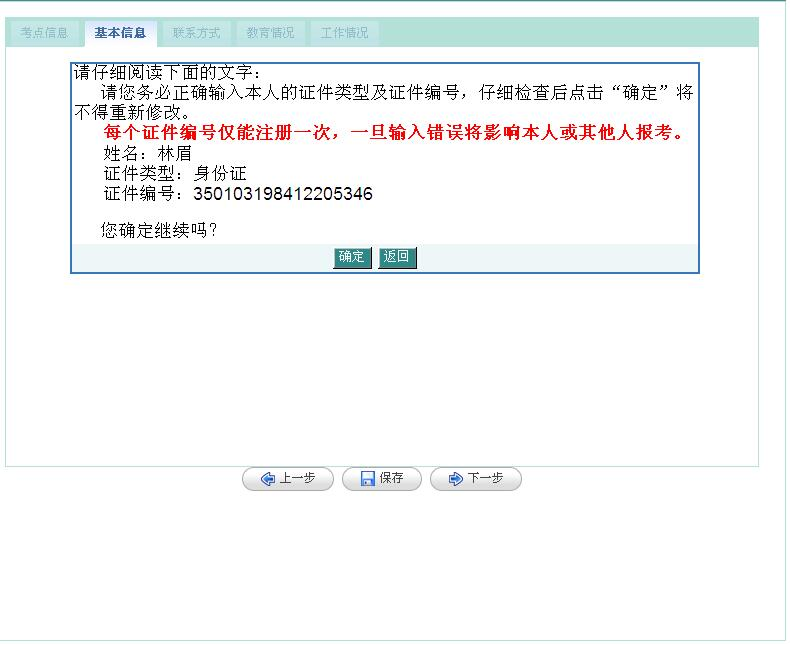 考点信息 基本信息 联系方式 教育情况 工作情况
请仔细阅读下面的文字：
请您务必正确输入本人的证件类型及证件编号，仔细检查后点击“确定”将
不得重新修改。
每个证件编号仅能注册一次，一旦输入错误将影响本人或其他人报考。
姓名：林眉
证件类型：身份证
证件编号：350103198412205346
您确定继续吗？
确定 返回
上一步 保存 下一步